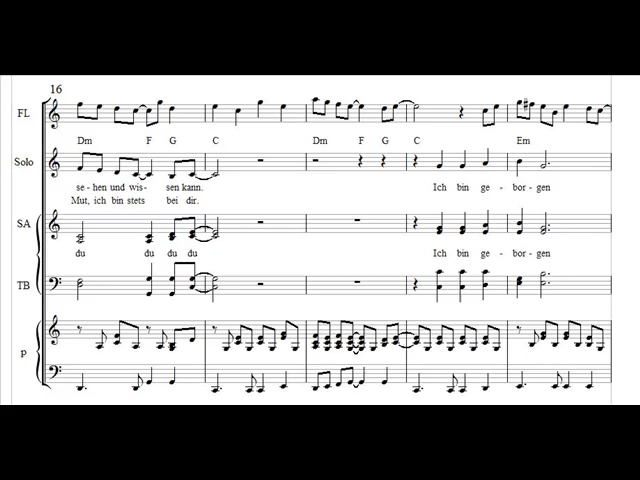 16
FL
Dm F G C Dm F G C Em
Solo
se - hen und wis - sen kann. Ich bin ge - bor - gen
Mut, ich bin stets bei dir.
SA
du du du du Ich bin ge - bor - gen
TB
P